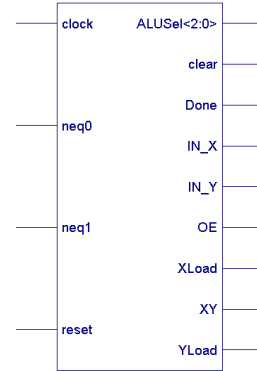 clock
ALUSel<2:0>
clear
Done
neq0
IN_X
IN_Y
neq1
OE
XLoad
XY
reset
YLoad